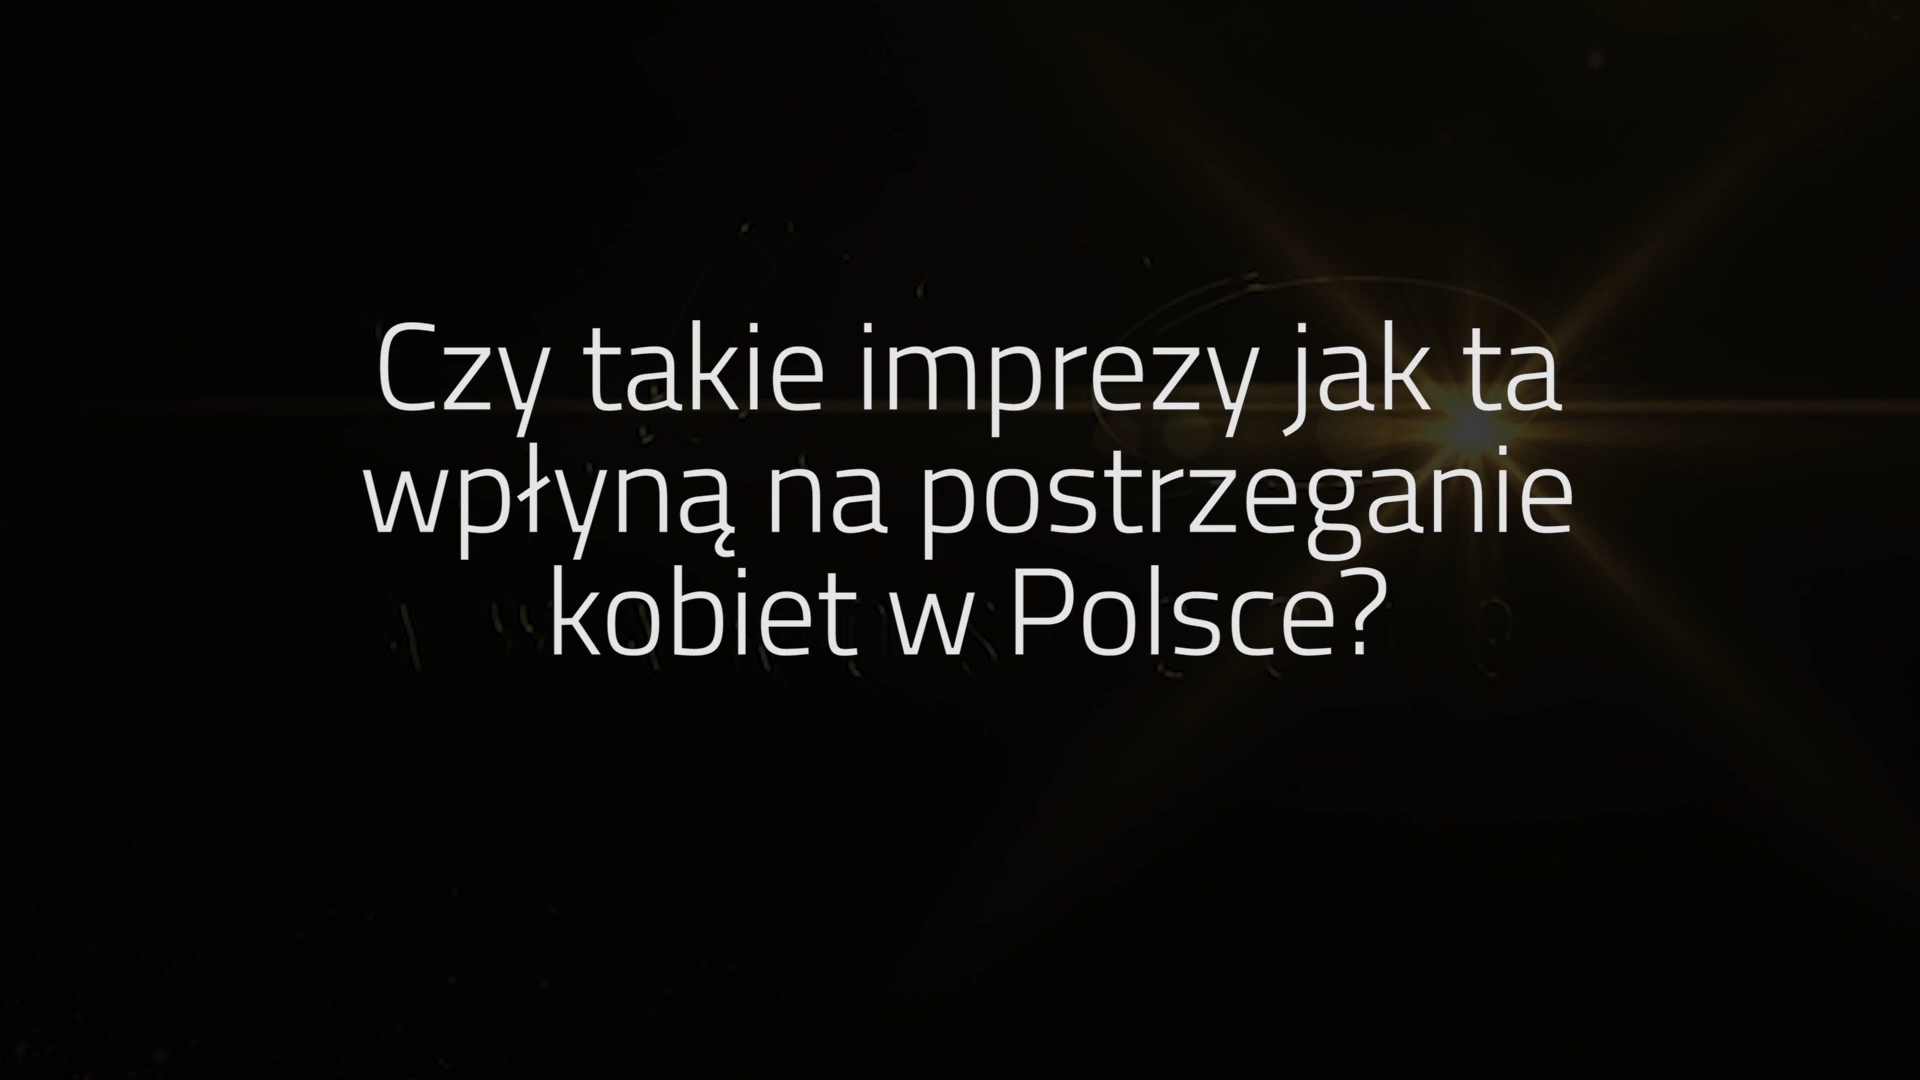 Czy takie imprezy jak ta
wpłyną na postrzeganie
kobiet w Polsce?